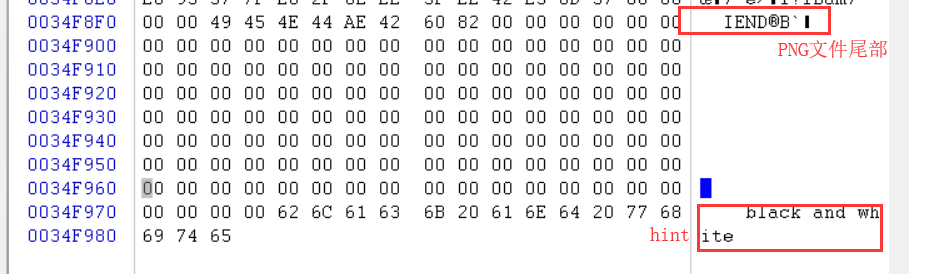 0034F8F0 00 00 49 45 4E 44 AE 42 60 82 00 00 00 00 00 00 IEND®B`▌
PNG文件尾部
0034F900 00 00 00 00 00 00 00 00 00 00 00 00 00 00 00 00
0034F910 00 00 00 00 00 00 00 00 00 00 00 00 00 00 00 00
0034F920 00 00 00 00 00 00 00 00 00 00 00 00 00 00 00 00
0034F930 00 00 00 00 00 00 00 00 00 00 00 00 00 00 00 00
0034F940 00 00 00 00 00 00 00 00 00 00 00 00 00 00 00 00
0034F950 00 00 00 00 00 00 00 00 00 00 00 00 00 00 00 00
0034F960 00 00 00 00 00 00 00 00 00 00 00 00 00 00 00 00
0034F970 00 00 00 00 62 6C 61 63 6B 20 61 6E 64 20 77 68 black and wh
0034F980 69 74 65 hint ite